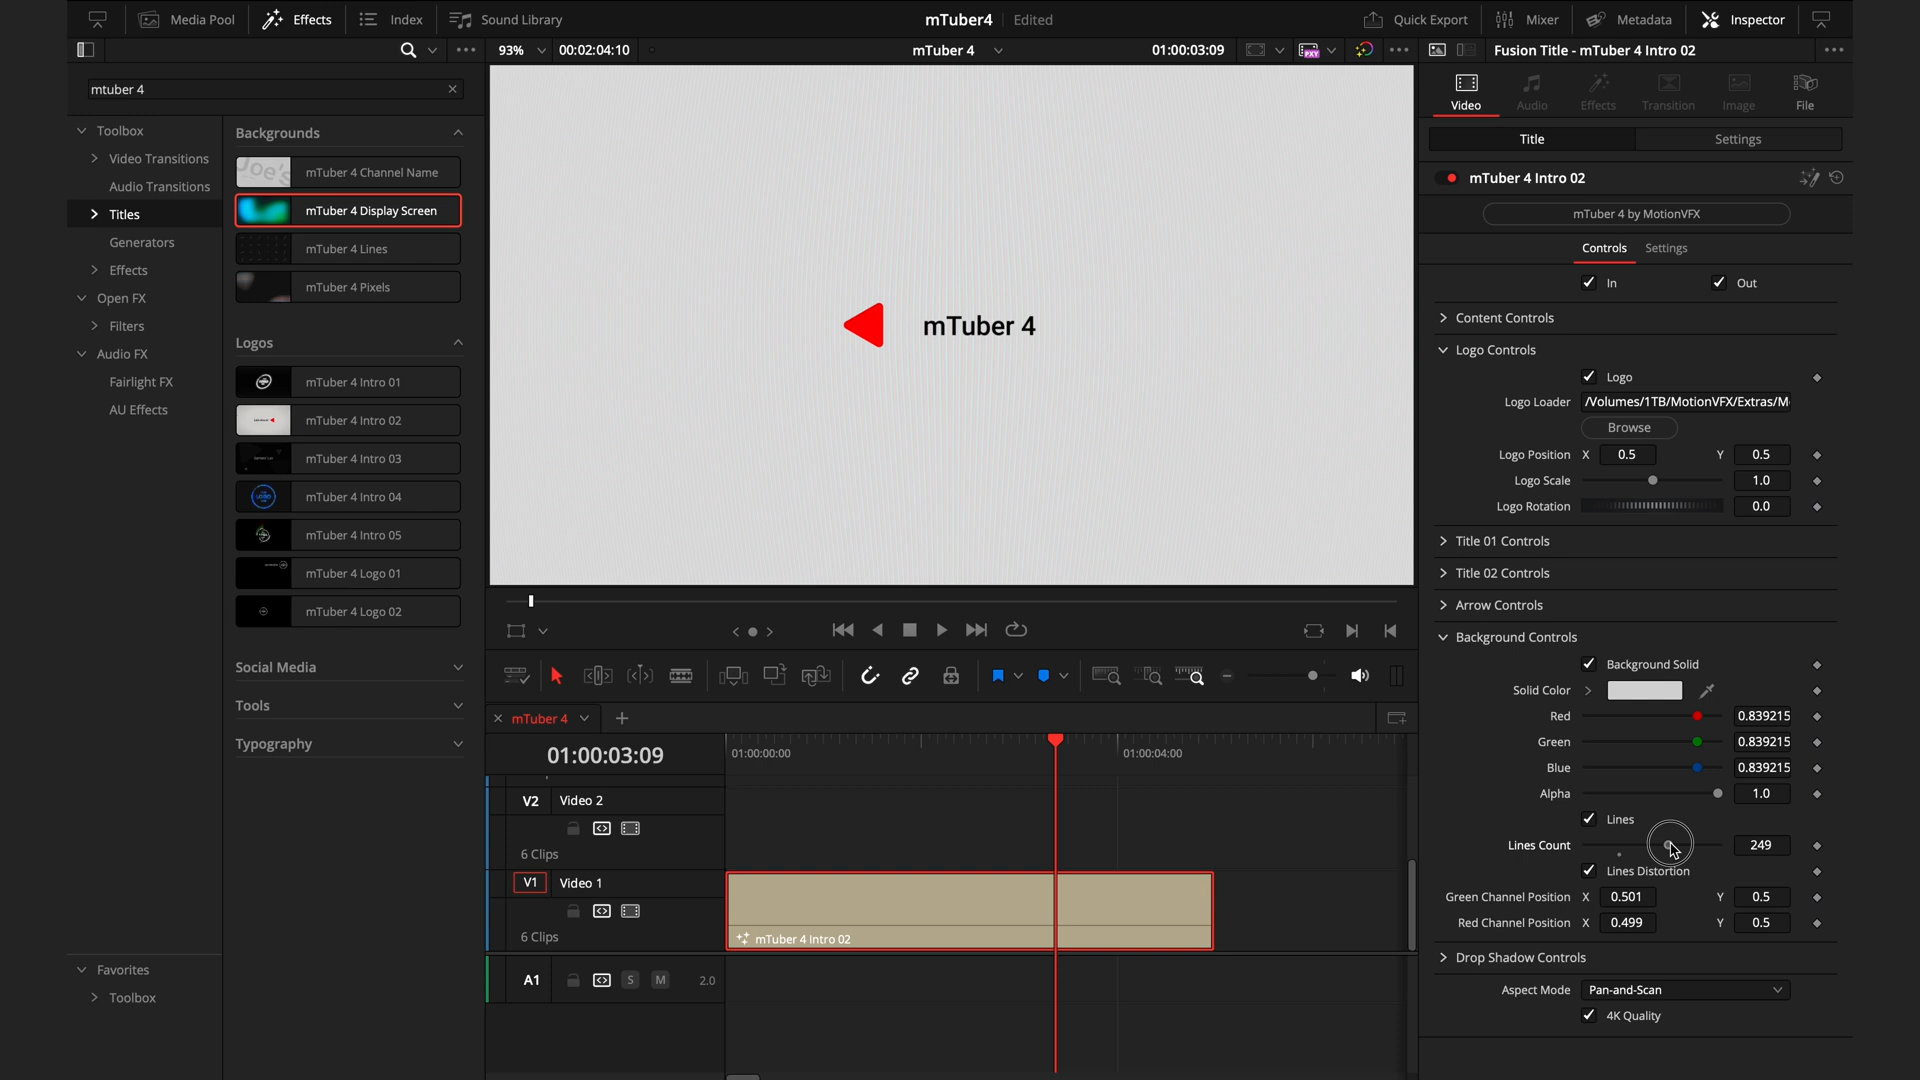 Media Pool
Effects
Index
Sound Library
mTuber4
Edited
Quick Export
Mixer
Metadata
Inspector
93%
00:02:04:10
mTuber 4
01:00:03:09
PXY
Fusion Title - mTuber 4 Intro 02
mtuber 4
Toolbox
Video Transitions
Audio Transitions
Titles
Generators
Effects
Open FX
Filters
Audio FX
Fairlight FX
AU Effects
Favorites
Toolbox
Backgrounds
Joe's
mTuber 4 Channel Name
mTuber 4 Display Screen
mTuber 4 Lines
mTuber 4 Pixels
Logos
mTuber 4 Intro 01
mTuber 4 Intro 02
mTuber 4 Intro 03
mTuber 4 Intro 04
mTuber 4 Intro 05
mTuber 4 Logo 01
mTuber 4 Logo 02
Social Media
Tools
Typography
mTuber 4
mTuber 4
01:00:03:09
01:00:00:00
01:00:04:00
V2 Video 2
6 Clips
V1 Video 1
6 Clips
mTuber 4 Intro 02
A1
S
M
2.0
Video
Audio
Effects
Transition
Image
File
Title
Settings
mTuber 4 Intro 02
mTuber 4 by MotionVFX
Controls
Settings
In
Out
Content Controls
Logo Controls
Logo
Logo Loader /Volumes/1TB/MotionVFX/Extras/M
Browse
Logo Position X 0.5 Y 0.5
Logo Scale 1.0
Logo Rotation 0.0
Title 01 Controls
Title 02 Controls
Arrow Controls
Background Controls
Background Solid
Solid Color
Red 0.839215
Green 0.839215
Blue 0.839215
Alpha 1.0
Lines
Lines Count 249
Lines Distortion
Green Channel Position X 0.501 Y 0.5
Red Channel Position X 0.499 Y 0.5
Drop Shadow Controls
Aspect Mode Pan-and-Scan
4K Quality